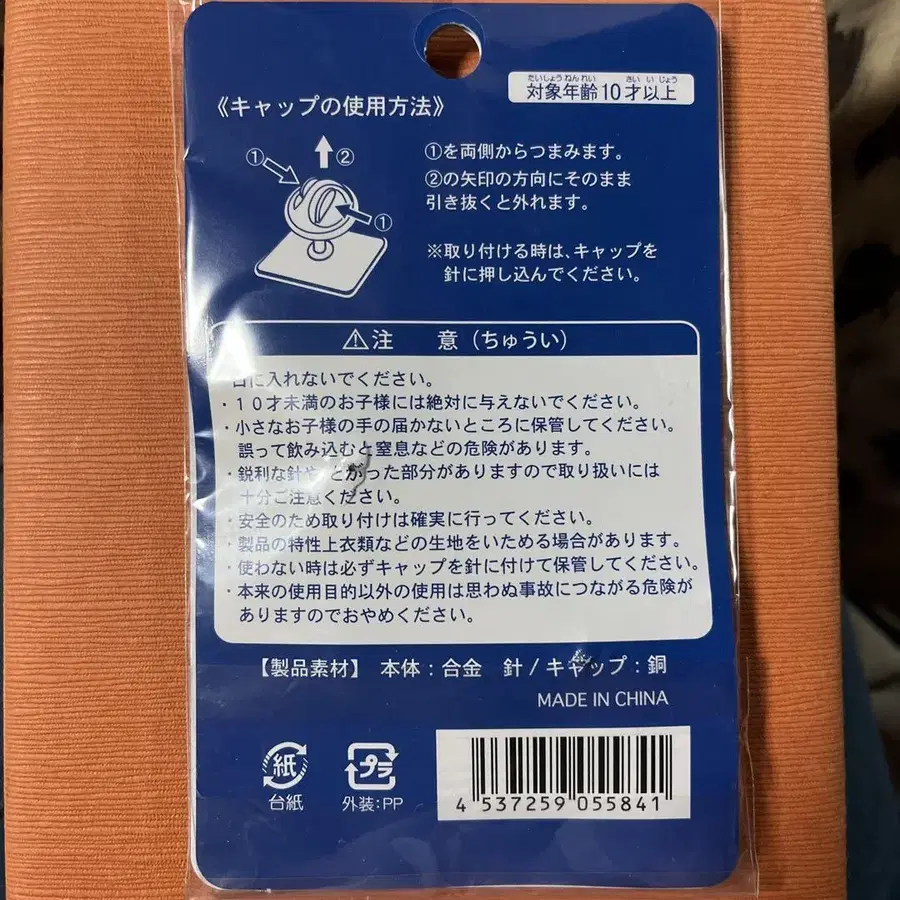 だいしょうねんれい さいいじょう
対象年齢10才以上
《キャップの使用方法》
① ②
①
①を両側からつまみます。
②の矢印の方向にそのまま
引き抜くと外れます。
※取り付ける時は、キャップを
針に押し込んでください。
⚠注 意(ちゅうい)
口に入れないでください。
・10才未満のお子様には絶対に与えないでください。
・小さなお子様の手の届かないところに保管してください。
誤って飲み込むと窒息などの危険があります。
・鋭利な針や、とがった部分がありますので取り扱いには
十分ご注意ください。
・安全のため取り付けは確実に行ってください。
・製品の特性上衣類などの生地をいためる場合があります。
・使わない時は必ずキャップを針に付けて保管してください。
・本来の使用目的以外の使用は思わぬ事故につながる危険が
ありますのでおやめください。
【製品素材】 本体:合金 針/キャップ:銅
MADE IN CHINA
紙
台紙
プラ
外装:PP
4 537259 055841